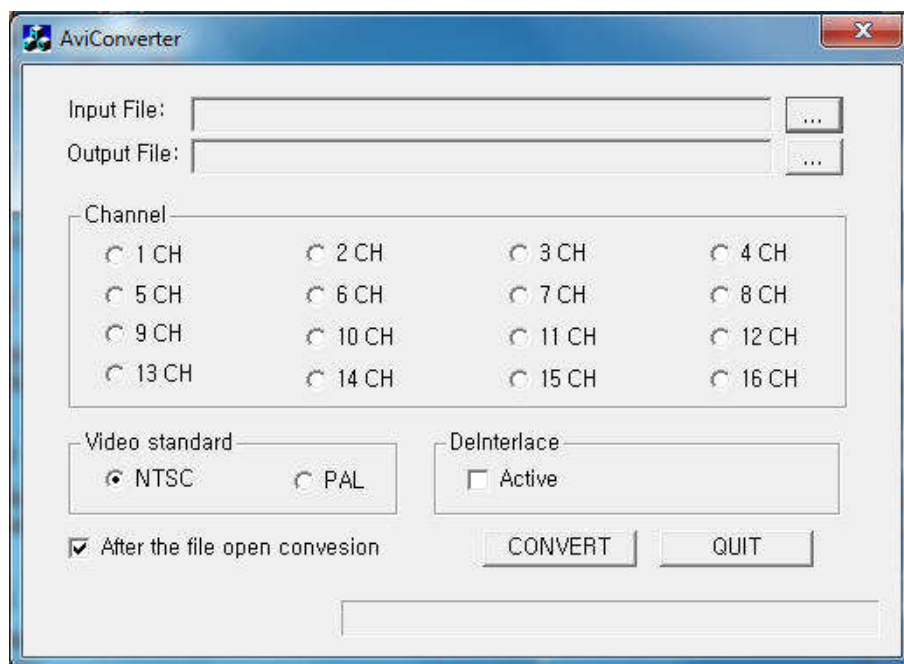 AviConverter
Input File:
...
Output File:
...
Channel
1 CH 2 CH 3 CH 4 CH
5 CH 6 CH 7 CH 8 CH
9 CH 10 CH 11 CH 12 CH
13 CH 14 CH 15 CH 16 CH
Video standard DeInterlace
NTSC PAL Active
After the file open convesion CONVERT QUIT